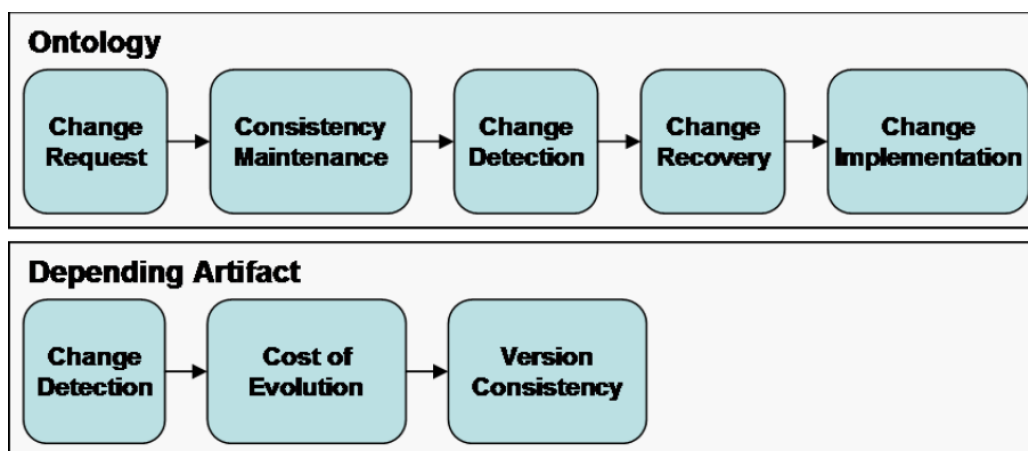 Ontology
Change
Request
Consistency
Maintenance
Change
Detection
Change
Recovery
Change
Implementation
Depending Artifact
Change
Detection
Cost of
Evolution
Version
Consistency